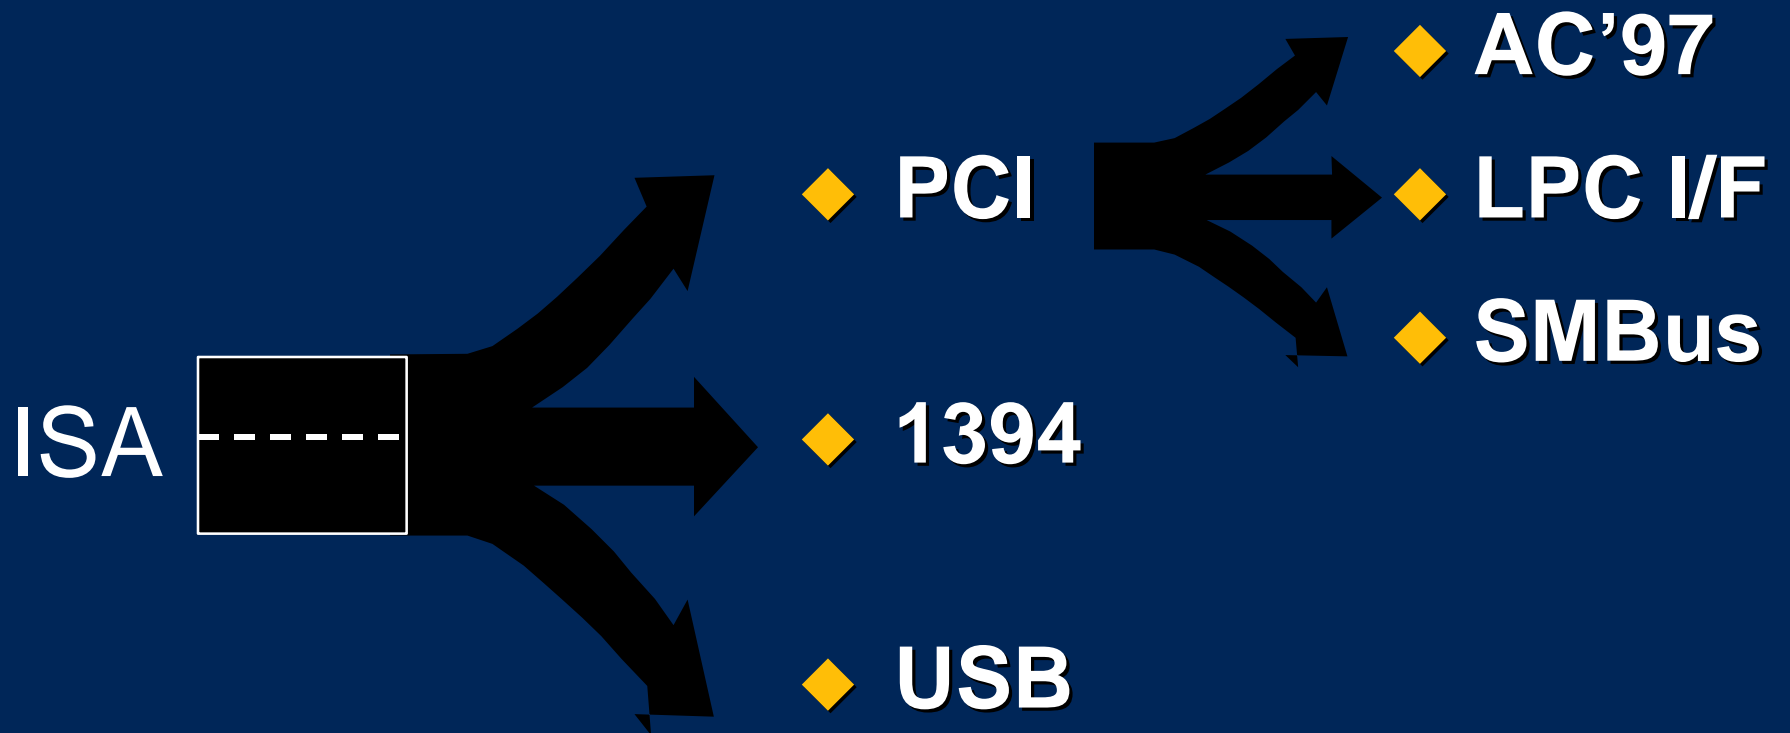 AC’97
PCI
LPC I/F
SMBus
ISA
1394
USB